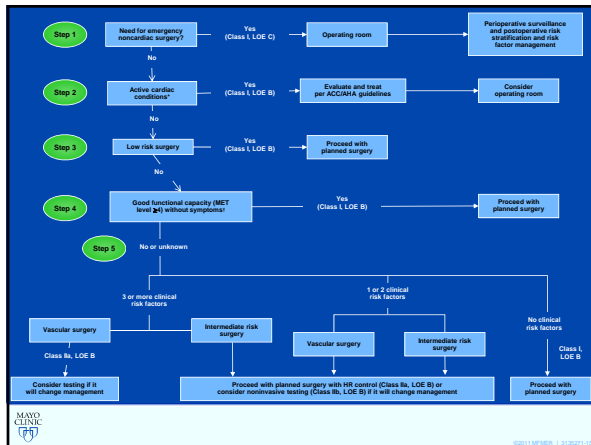 Step 1
Need for emergency
noncardiac surgery?
Yes
(Class I, LOE C)
Operating room
Perioperative surveillance
and postoperative risk
stratification and risk
factor management
No
Step 2
Active cardiac
conditions*
Yes
(Class I, LOE B)
Evaluate and treat
per ACC/AHA guidelines
Consider
operating room
No
Step 3
Low risk surgery
Yes
(Class I, LOE B)
Proceed with
planned surgery
No
Step 4
Good functional capacity (MET
level ≥4) without symptoms†
Yes
(Class I, LOE B)
Proceed with
planned surgery
Step 5
No or unknown
3 or more clinical
risk factors
1 or 2 clinical
risk factors
No clinical
risk factors
Vascular surgery
Intermediate risk
surgery
Vascular surgery
Intermediate risk
surgery
Class IIa, LOE B
Class I,
LOE B
Consider testing if it
will change management
Proceed with planned surgery with HR control (Class IIa, LOE B) or
consider noninvasive testing (Class IIb, LOE B) if it will change management
Proceed with
planned surgery
MAYO
CLINIC
©2011 MFMER |